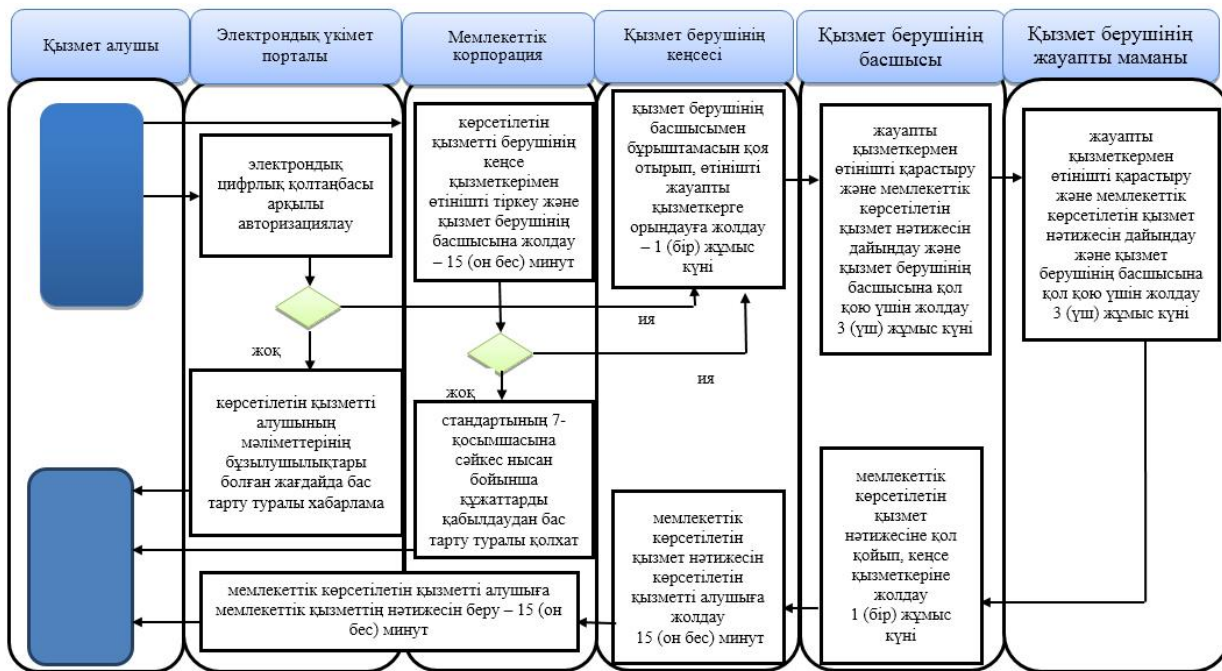 Қызмет алушы
Электрондық үкімет
порталы
Мемлекеттік
корпорация
Қызмет берушінің
кеңсесі
Қызмет берушінің
басшысы
Қызмет берушінің
жауапты маманы
электрондық
цифрлық қолтаңбасы
арқылы
авторизациялау
көрсетілетін
қызметті берушінің
кеңсе
қызметкерімен
өтінішті тіркеу және
қызмет берушінің
басшысына жолдау
– 15 (он бес) минут
қызмет берушінің
басшысымен
бұрыштамасын қоя
отырып, өтінішті
жауапты
қызметкерге
орындауға жолдау
– 1 (бір) жұмыс
күні
жауапты
қызметкермен
өтінішті қарастыру
және мемлекеттік
көрсетілетін
қызмет нәтижесін
дайындау және
қызмет берушінің
басшысына қол
қою үшін жолдау
3 (үш) жұмыс күні
жауапты
қызметкермен
өтінішті қарастыру
және мемлекеттік
көрсетілетін қызмет
нәтижесін дайындау
және қызмет
берушінің басшысына
қол қою үшін жолдау
3 (үш) жұмыс күні
ия
ия
жоқ
жоқ
көрсетілетін қызметті
алушының
мәліметтерінің
бұзылушылықтары
болған жағдайда бас
тарту туралы хабарлама
стандартының 7-
қосымшасына
сәйкес нысан
бойынша
құжаттарды
қабылдаудан бас
тарту туралы қолхат
мемлекеттік көрсетілетін қызметті алушыға
мемлекеттік қызметтің нәтижесін беру – 15 (он
бес) минут
мемлекеттік
көрсетілетін
қызмет нәтижесін
көрсетілетін
қызметті алушыға
жолдау
15 (он бес) минут
мемлекеттік
көрсетілетін
қызмет
нәтижесіне қол
қойып, кеңсе
қызметкеріне
жолдау
1 (бір) жұмыс
күні